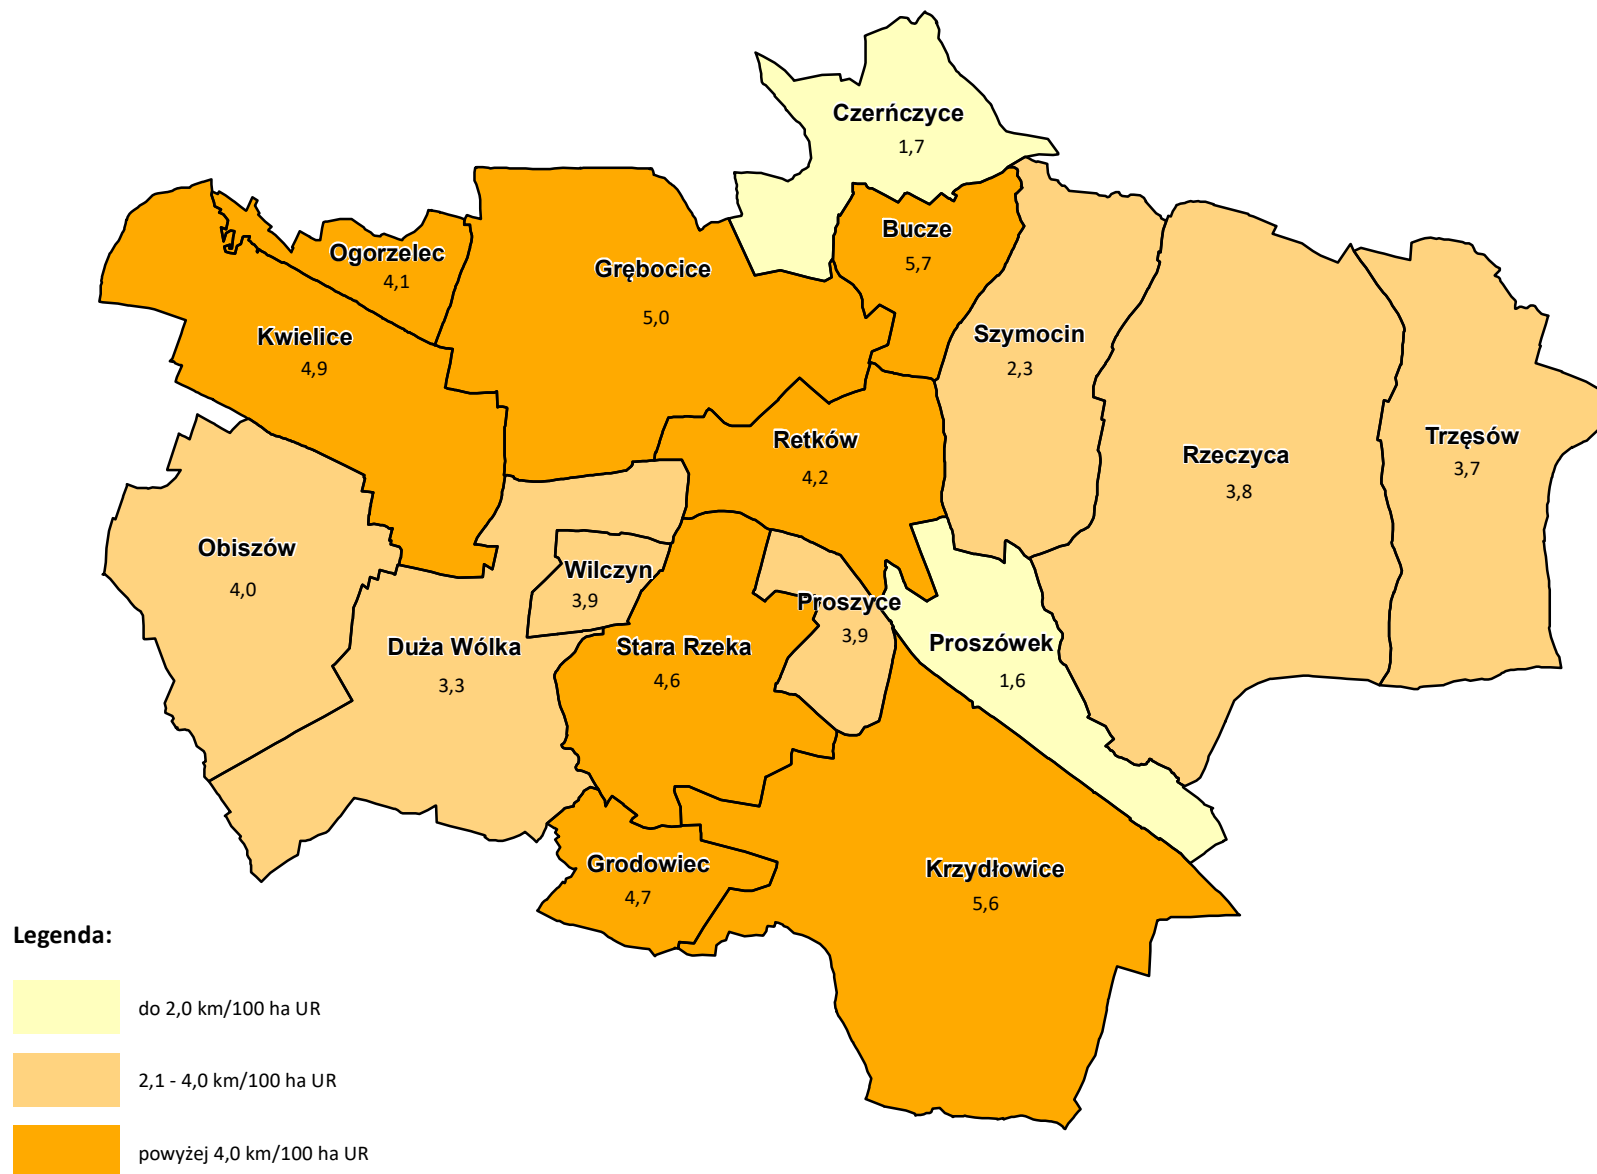 Czerńczyce
1,7
Bucze
5,7
Ogorzelec
4,1
Grębocice
5,0
Kwielice
4,9
Szymocin
2,3
Retków
4,2
Rzeczyca
3,8
Trzęsów
3,7
Obiszów
4,0
Wilczyn
3,9
Proszyce
3,9
Duża Wólka
3,3
Stara Rzeka
4,6
Proszówek
1,6
Grodowiec
4,7
Krzydłowice
5,6
Legenda:
do 2,0 km/100 ha UR
2,1 - 4,0 km/100 ha UR
powyżej 4,0 km/100 ha UR